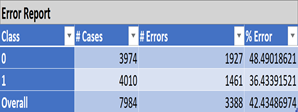 Error Report
Class # Cases # Errors % Error
0 3974 1927 48.49018621
1 4010 1461 36.43391521
Overall 7984 3388 42.43486974